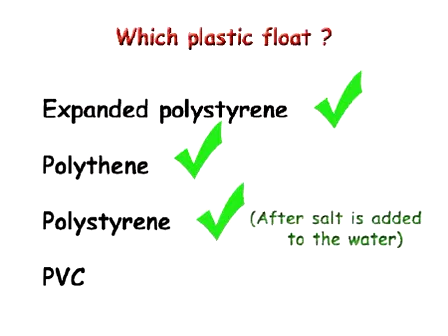 Which plastic float ?
Expanded polystyrene
Polythene
Polystyrene (After salt is added
to the water)
PVC